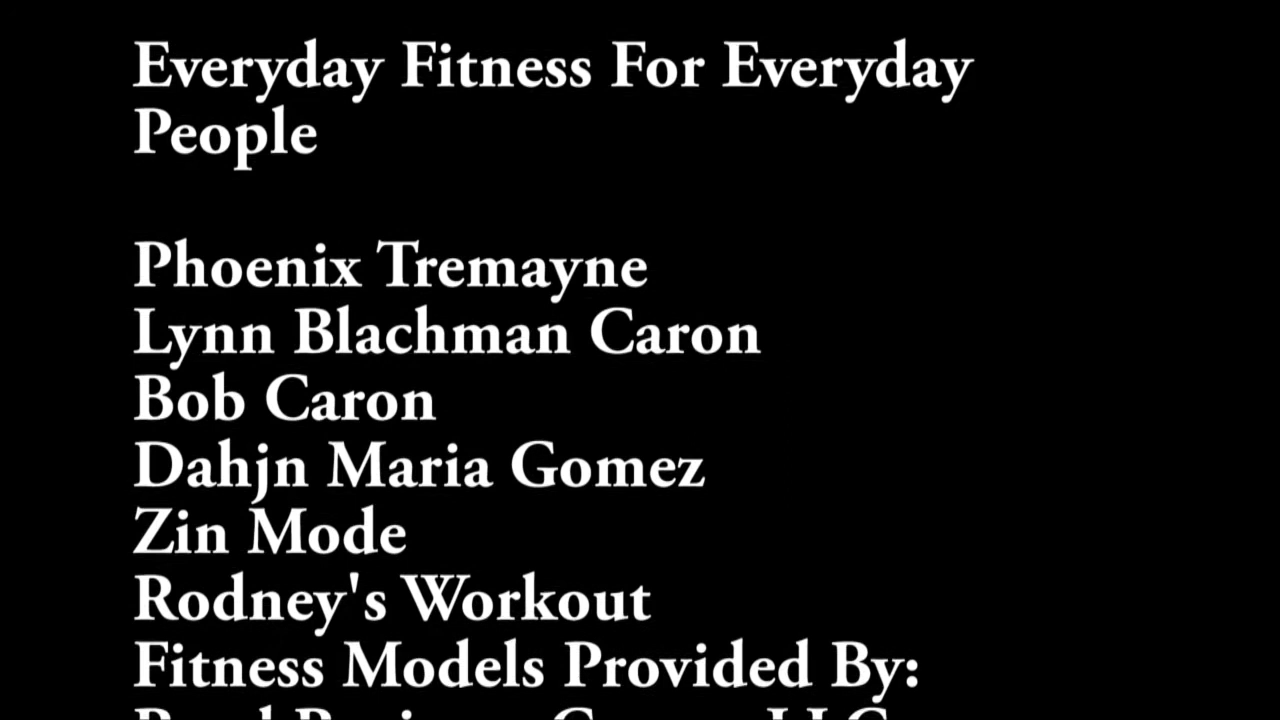 Everyday Fitness For Everyday
People
Phoenix Tremayne
Lynn Blachman Caron
Bob Caron
Dahjn Maria Gomez
Zin Mode
Rodney's Workout
Fitness Models Provided By: